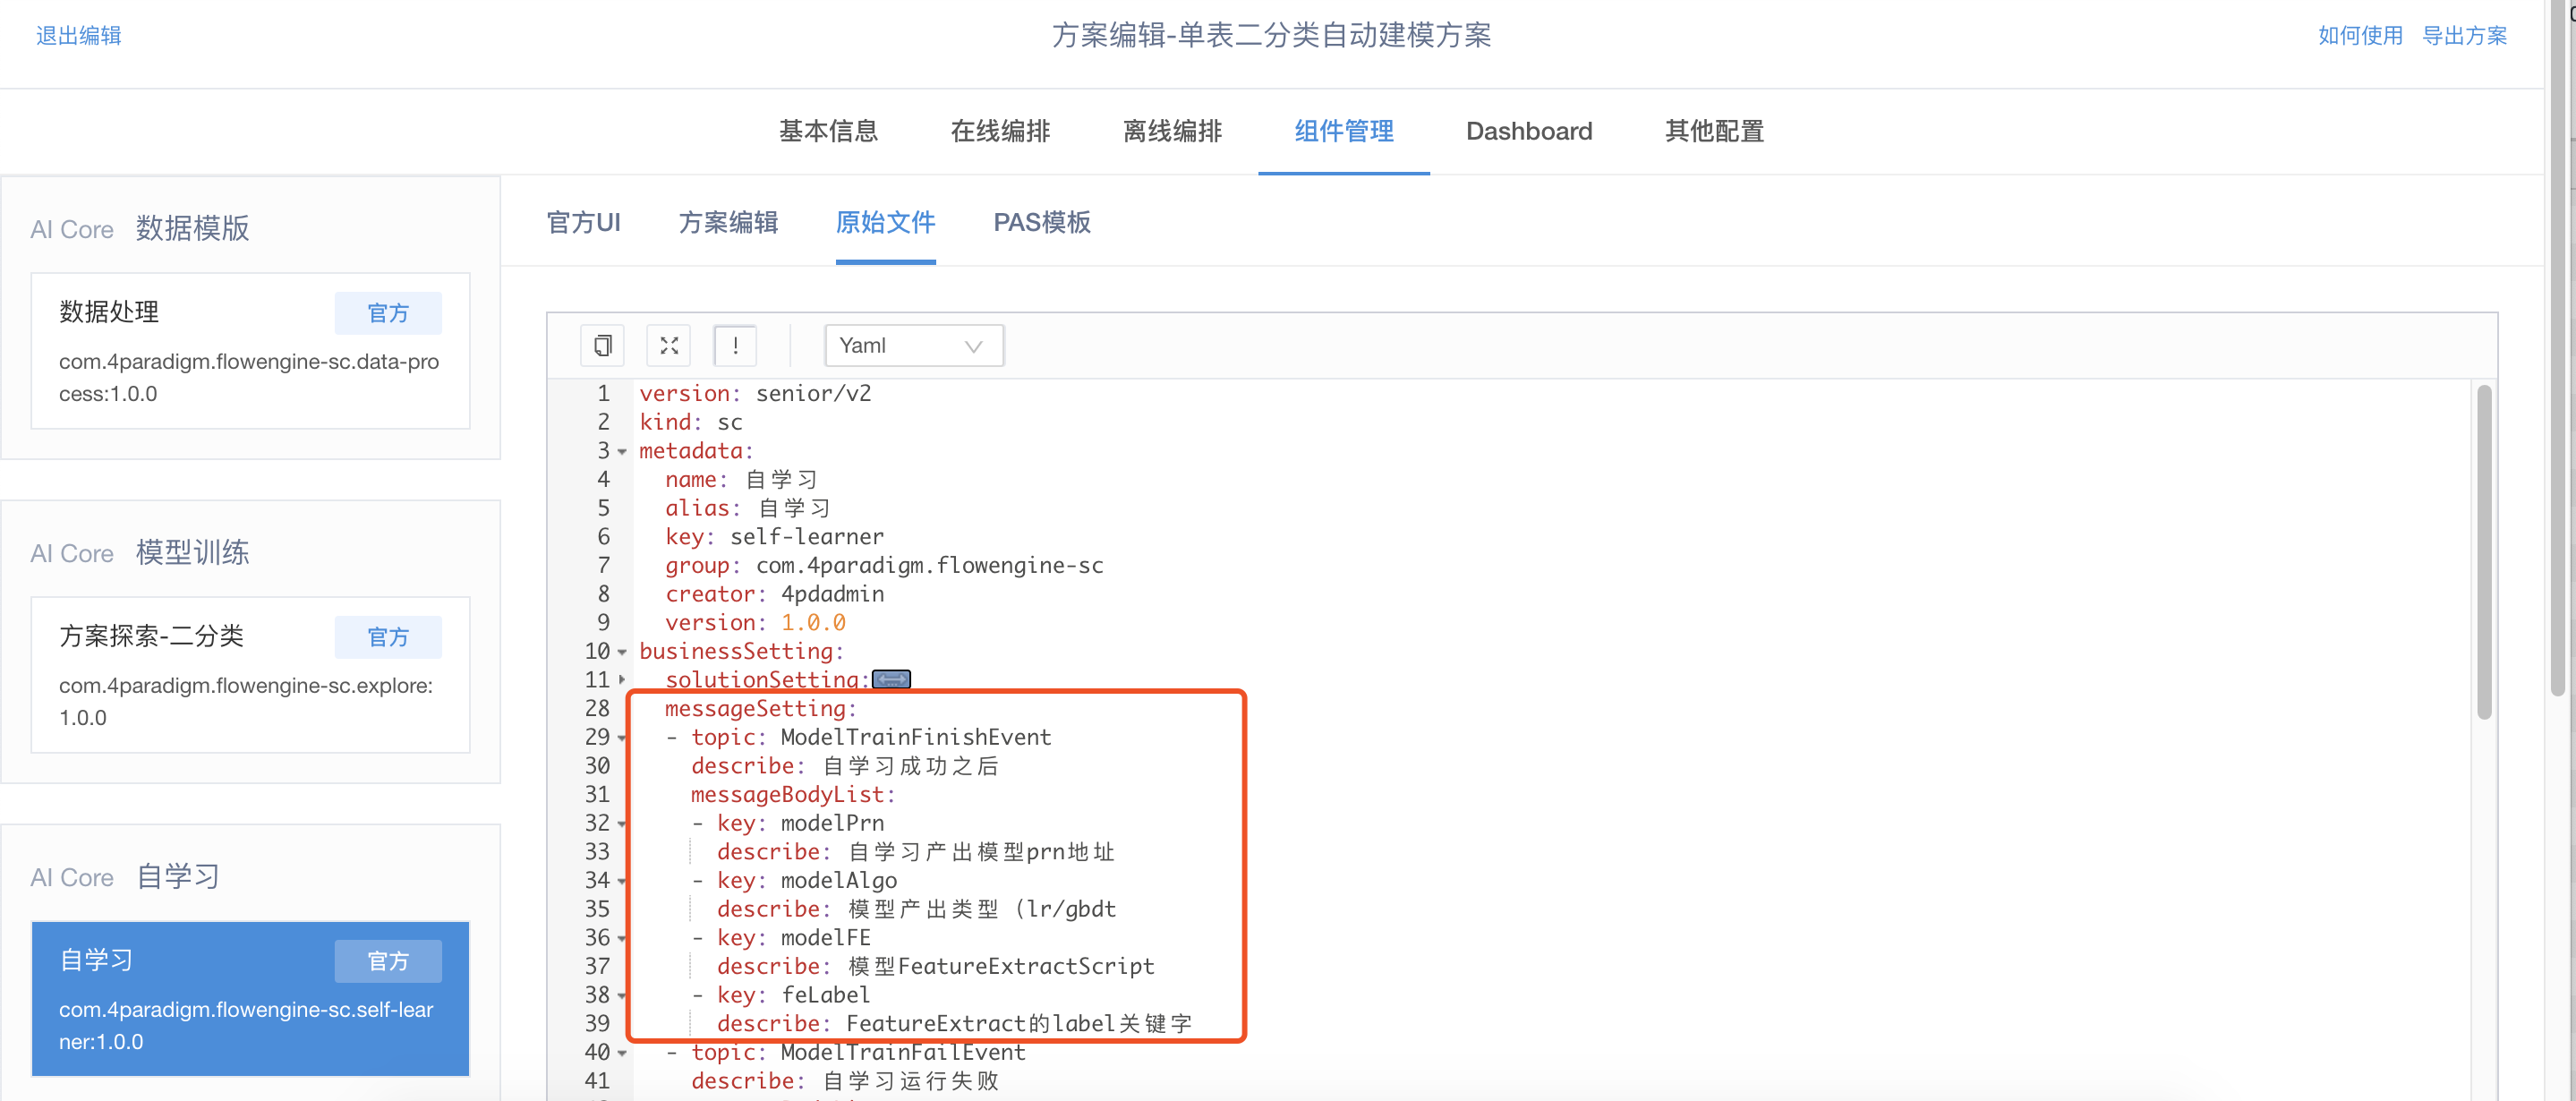 退出编辑
方案编辑-单表二分类自动建模方案
如何使用 导出方案
基本信息 在线编排 离线编排 组件管理 Dashboard 其他配置
AI Core 数据模版
数据处理 官方
com.4paradigm.flowengine-sc.data-pro
cess:1.0.0
AI Core 模型训练
方案探索-二分类 官方
com.4paradigm.flowengine-sc.explore:
1.0.0
AI Core 自学习
自学习 官方
com.4paradigm.flowengine-sc.self-lear
ner:1.0.0
官方UI 方案编辑 原始文件 PAS模板
Yaml
1 version: senior/v2
2 kind: sc
3 metadata:
4 name: 自学习
5 alias: 自学习
6 key: self-learner
7 group: com.4paradigm.flowengine-sc
8 creator: 4pdadmin
9 version: 1.0.0
10 businessSetting:
11 solutionSetting:
28 messageSetting:
29 - topic: ModelTrainFinishEvent
30 describe: 自学习成功之后
31 messageBodyList:
32 - key: modelPrn
33 describe: 自学习产出模型prn地址
34 - key: modelAlgo
35 describe: 模型产出类型（lr/gbdt
36 - key: modelFE
37 describe: 模型FeatureExtractScript
38 - key: feLabel
39 describe: FeatureExtract的label关键字
40 - topic: ModelTrainFailEvent
41 describe: 自学习运行失败